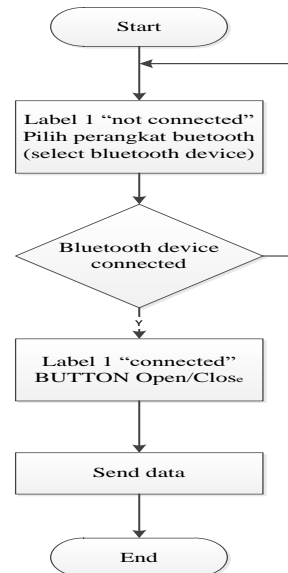 Start
Label 1 “not connected”
Pilih perangkat buetooth
(select bluetooth device)
Bluetooth device
connected
Y
Label 1 “connected”
BUTTON Open/Close
Send data
End